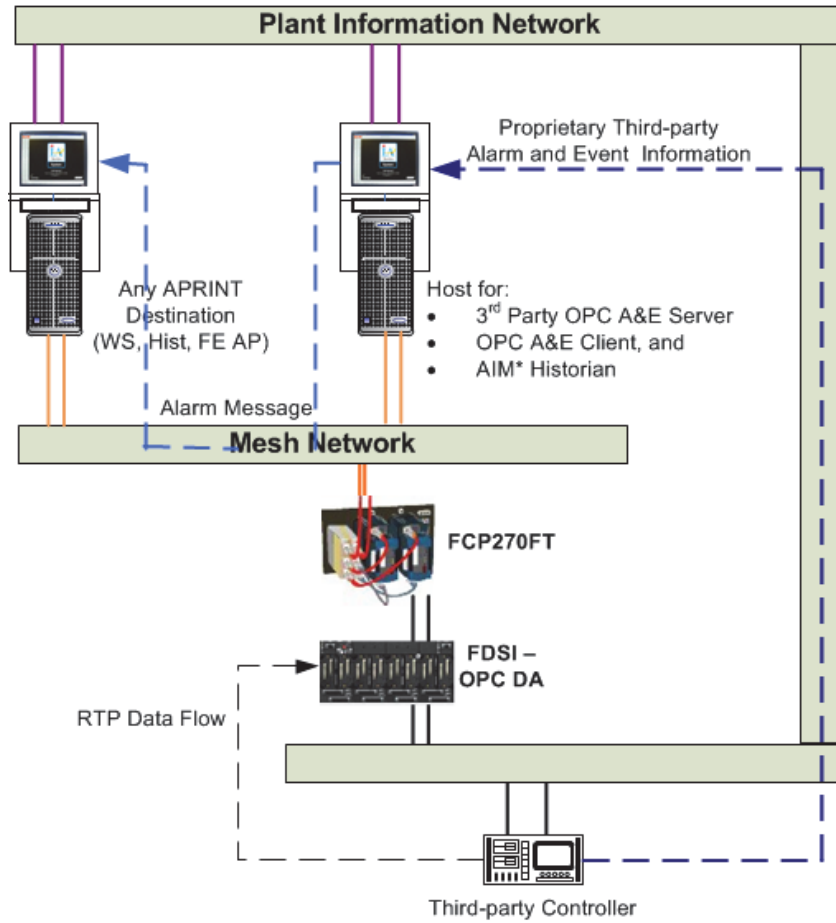 Plant Information Network
Proprietary Third-party
Alarm and Event Information
Any APRINT
Destination
(WS, Hist, FE AP)
Host for:
• 3rd Party OPC A&E Server
• OPC A&E Client, and
• AIM* Historian
Alarm Message
Mesh Network
FCP270FT
FDSI –
OPC DA
RTP Data Flow
Third-party Controller